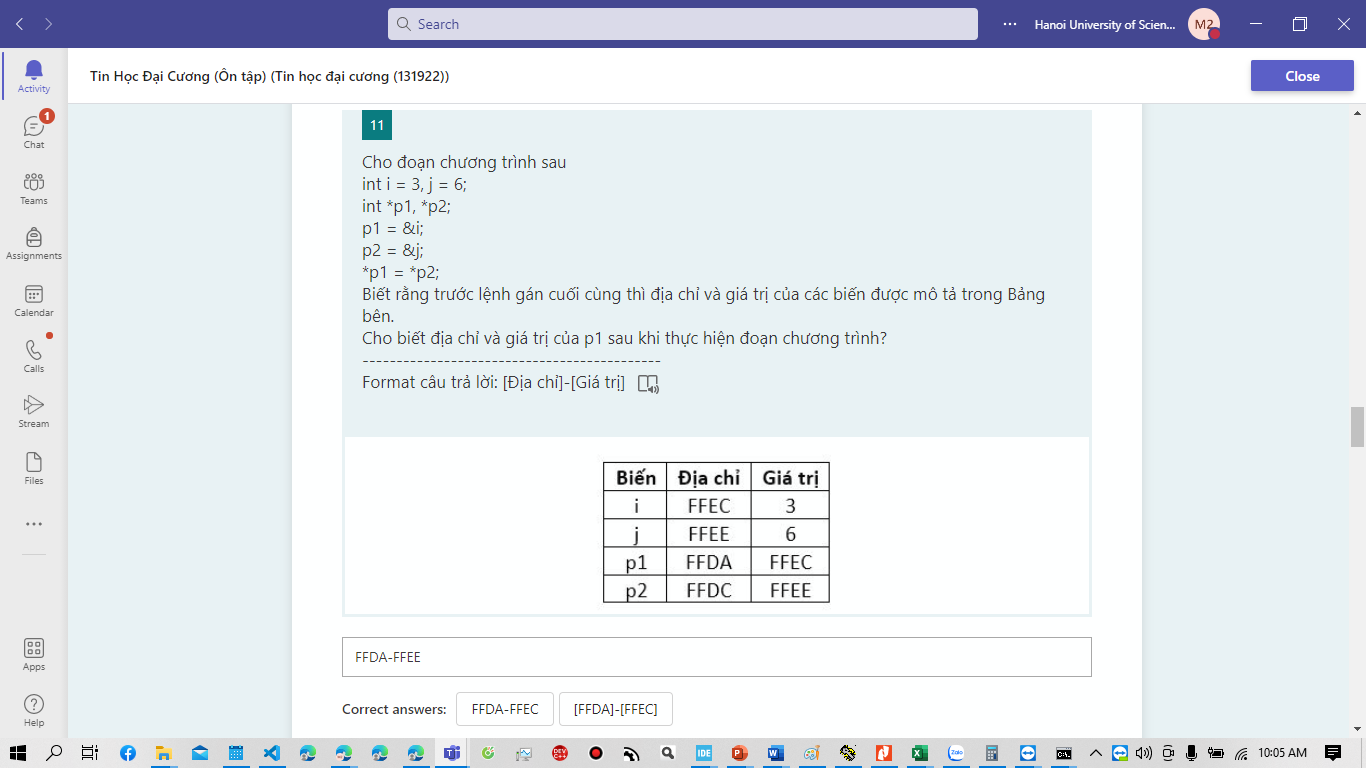 Search
Hanoi University of Scien...
M2
Activity
1
Chat
Teams
Assignments
Calendar
Calls
Stream
Files
Apps
Help
Tin Học Đại Cương (Ôn tập) (Tin học đại cương (131922))
Close
11
Cho đoạn chương trình sau
int i = 3, j = 6;
int *p1, *p2;
p1 = &i;
p2 = &j;
*p1 = *p2;
Biết rằng trước lệnh gán cuối cùng thì địa chỉ và giá trị của các biến được mô tả trong Bảng
bên.
Cho biết địa chỉ và giá trị của p1 sau khi thực hiện đoạn chương trình?
-------------------------------------------
Format câu trả lời: [Địa chỉ]-[Giá trị]
Biến Địa chỉ Giá trị
i FFEC 3
j FFEE 6
p1 FFDA FFEC
p2 FFDC FFEE
FFDA-FFEE
Correct answers: FFDA-FFEC [FFDA]-[FFEC]
10:05 AM